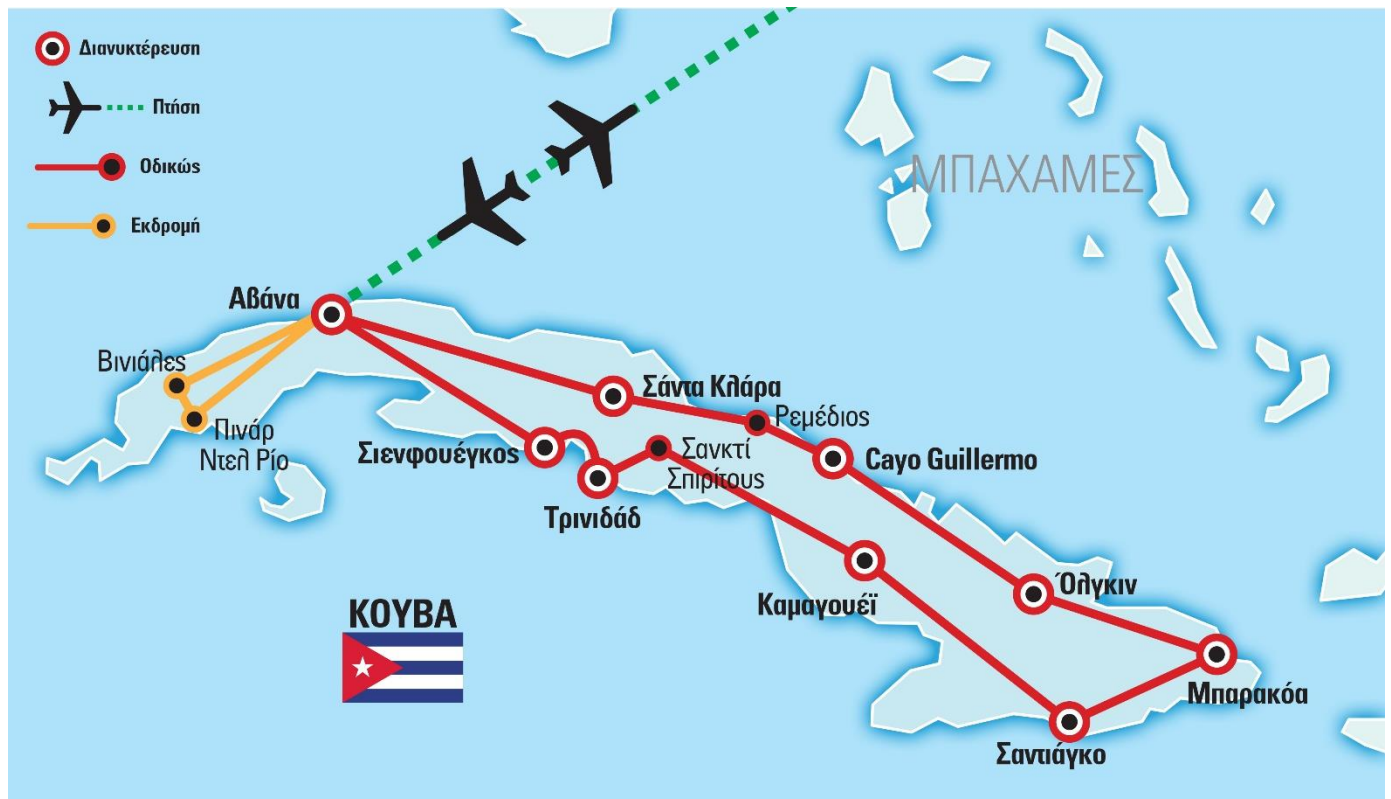 Διανυκτέρευση
Πτήση
Οδικώς
Εκδρομή
ΜΠΑΧΑΜΕΣ
Αβάνα
Βινιάλες
Πινάρ
Ντελ Ρίο
Σάντα Κλάρα
Ρεμέδιος
Σιενφουέγκος
Σανκτί
Σπιρίτους
Cayo Guillermo
Τρινιδάδ
Καμαγουέϊ
Όλγκιν
ΚΟΥΒΑ
Μπαρακόα
Σαντιάγκο